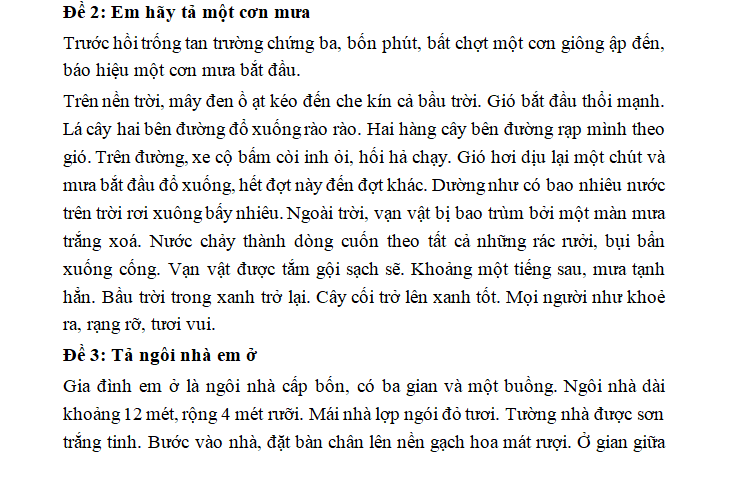 Đề 2: Em hãy tả một cơn mưa
Trước hồi trống tan trường chứng ba, bốn phút, bất chợt một cơn giông ập đến,
báo hiệu một cơn mưa bắt đầu.
Trên nền trời, mây đen ồ ạt kéo đến che kín cả bầu trời. Gió bắt đầu thổi mạnh.
Lá cây hai bên đường đổ xuống rào rào. Hai hàng cây bên đường rạp mình theo
gió. Trên đường, xe cộ bấm còi inh ỏi, hối hả chạy. Gió hơi dịu lại một chút và
mưa bắt đầu đổ xuống, hết đợt này đến đợt khác. Dường như có bao nhiêu nước
trên trời rơi xuông bấy nhiêu. Ngoài trời, vạn vật bị bao trùm bởi một màn mưa
trắng xoá. Nước chảy thành dòng cuốn theo tất cả những rác rưởi, bụi bẩn
xuống cống. Vạn vật được tắm gội sạch sẽ. Khoảng một tiếng sau, mưa tạnh
hẳn. Bầu trời trong xanh trở lại. Cây cối trở lên xanh tốt. Mọi người như khoẻ
ra, rạng rỡ, tươi vui.
Đề 3: Tả ngôi nhà em ở
Gia đình em ở là ngôi nhà cấp bốn, có ba gian và một buồng. Ngôi nhà dài
khoảng 12 mét, rộng 4 mét rưỡi. Mái nhà lợp ngói đỏ tươi. Tường nhà được sơn
trắng tinh. Bước vào nhà, đặt bàn chân lên nền gạch hoa mát rượi. Ở gian giữa